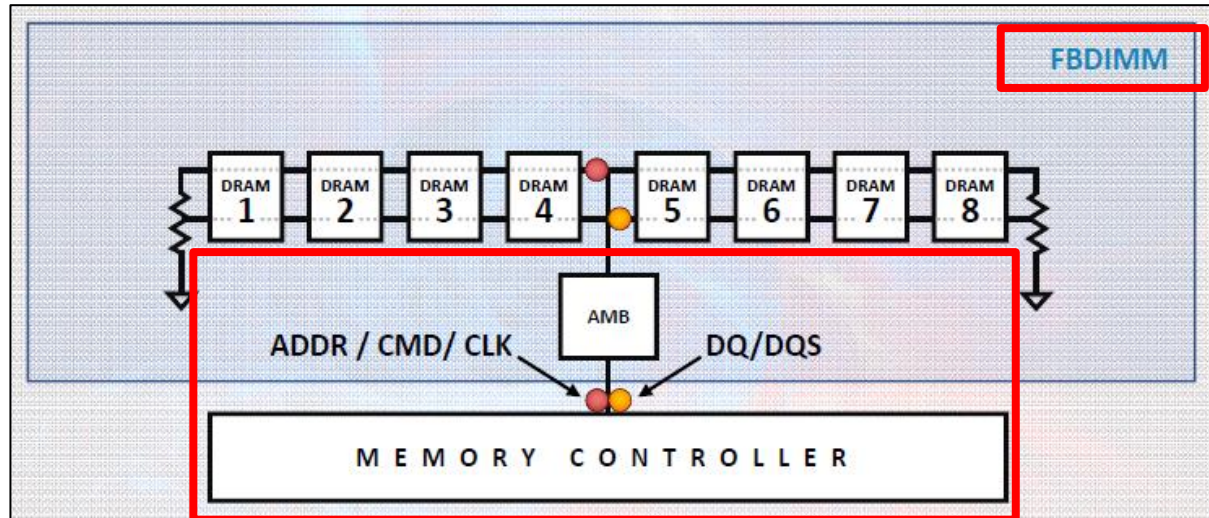 FBDIMM
DRAM
1
DRAM
2
DRAM
3
DRAM
4
DRAM
5
DRAM
6
DRAM
7
DRAM
8
AMB
ADDR / CMD/ CLK
DQ/DQS
MEMORY CONTROLLER